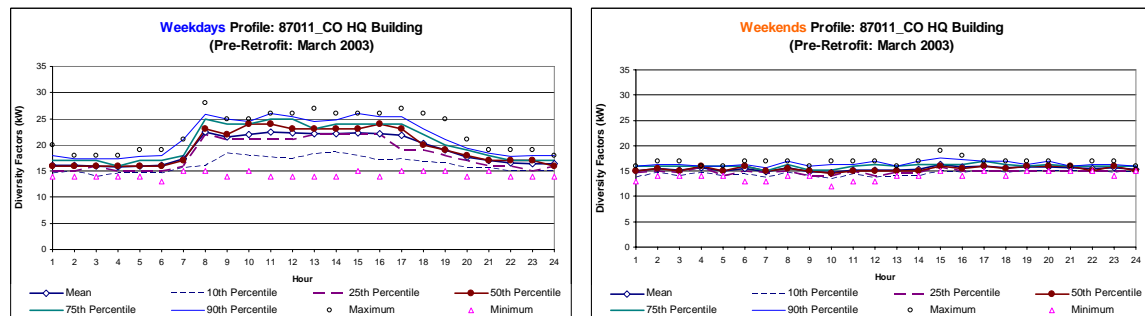 Weekdays Profile: 87011_CO HQ Building
(Pre-Retrofit: March 2003)
Diversity Factors (kW)
35
30
25
20
15
10
5
0
1 2 3 4 5 6 7 8 9 10 11 12 13 14 15 16 17 18 19 20 21 22 23 24
Hour
Mean 10th Percentile 25th Percentile 50th Percentile
75th Percentile 90th Percentile Maximum Minimum
Weekends Profile: 87011_CO HQ Building
(Pre-Retrofit: March 2003)
Diversity Factors (kW)
35
30
25
20
15
10
5
0
1 2 3 4 5 6 7 8 9 10 11 12 13 14 15 16 17 18 19 20 21 22 23 24
Hour
Mean 10th Percentile 25th Percentile 50th Percentile
75th Percentile 90th Percentile Maximum Minimum